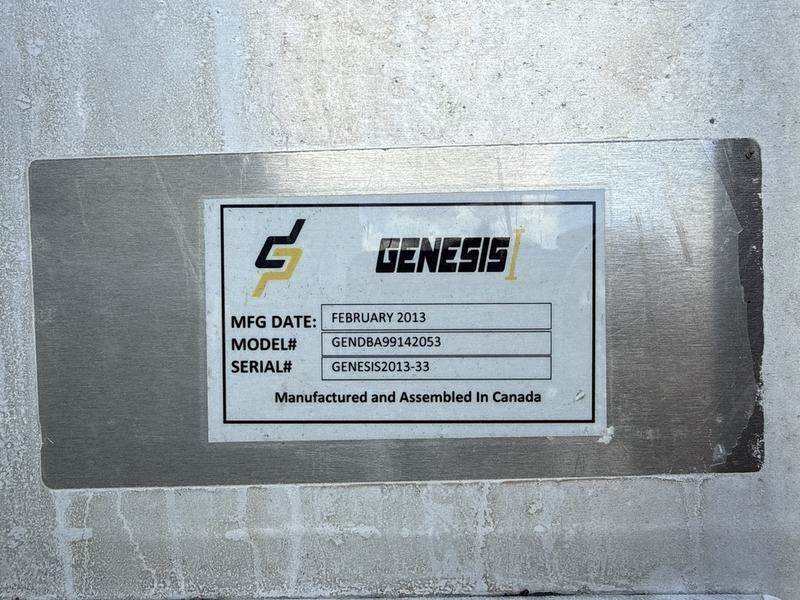 GENESIS I
MFG DATE: FEBRUARY 2013
MODEL# GENDBA99142053
SERIAL# GENESIS2013-33
Manufactured and Assembled In Canada